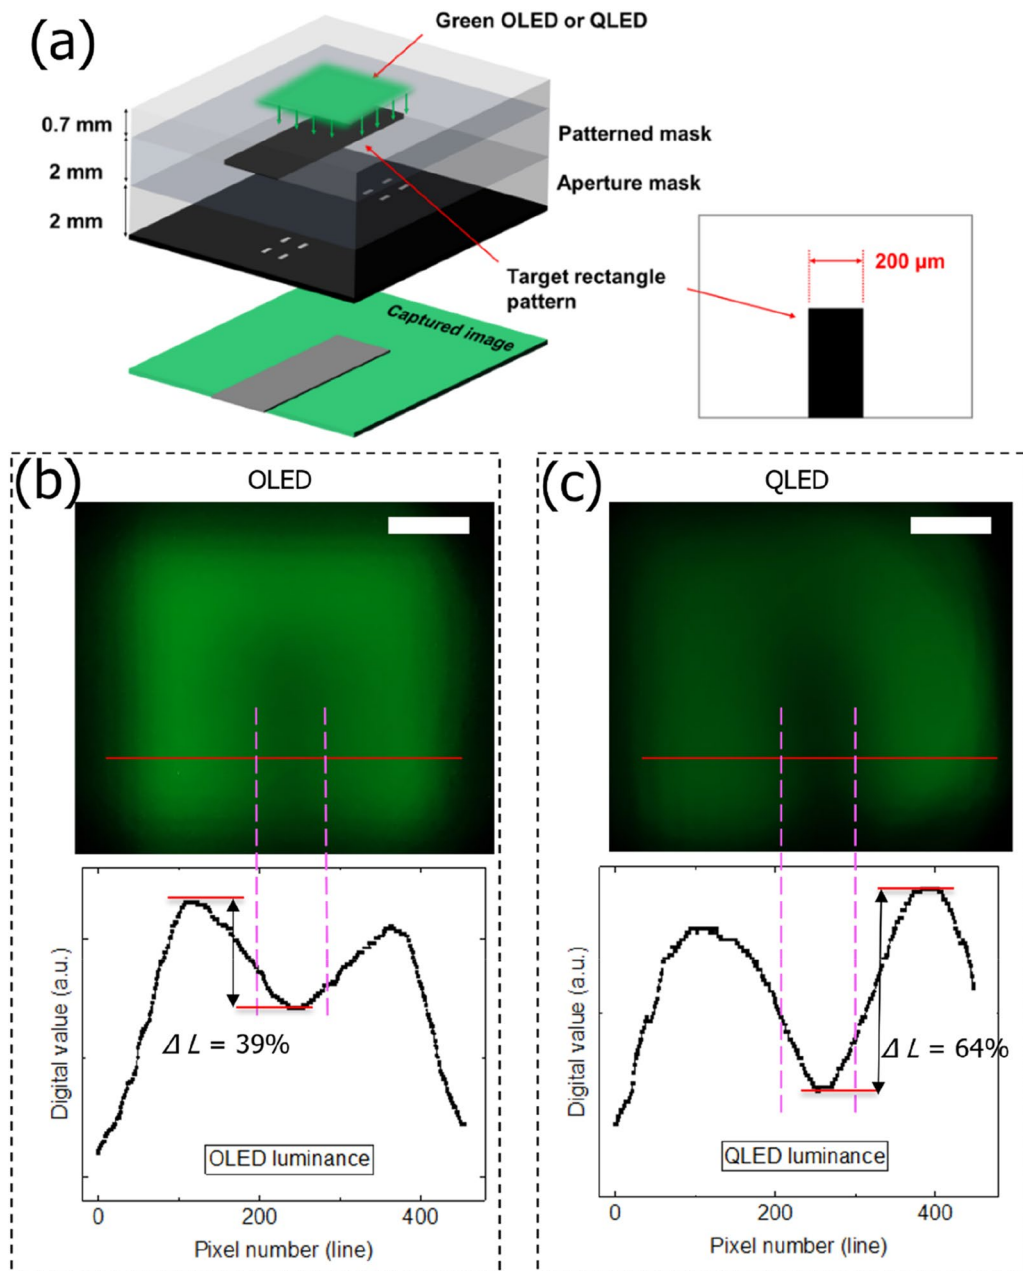 (a)
Green OLED or QLED
0.7 mm
Patterned mask
2 mm
Aperture mask
2 mm
Target rectangle
pattern
200 μm
Captured image
(b)
OLED
(c)
QLED
Digital value (a.u.)
Δ L = 39%
OLED luminance
0
200
400
Pixel number (line)
Digital value (a.u.)
Δ L = 64%
QLED luminance
0
200
400
Pixel number (line)